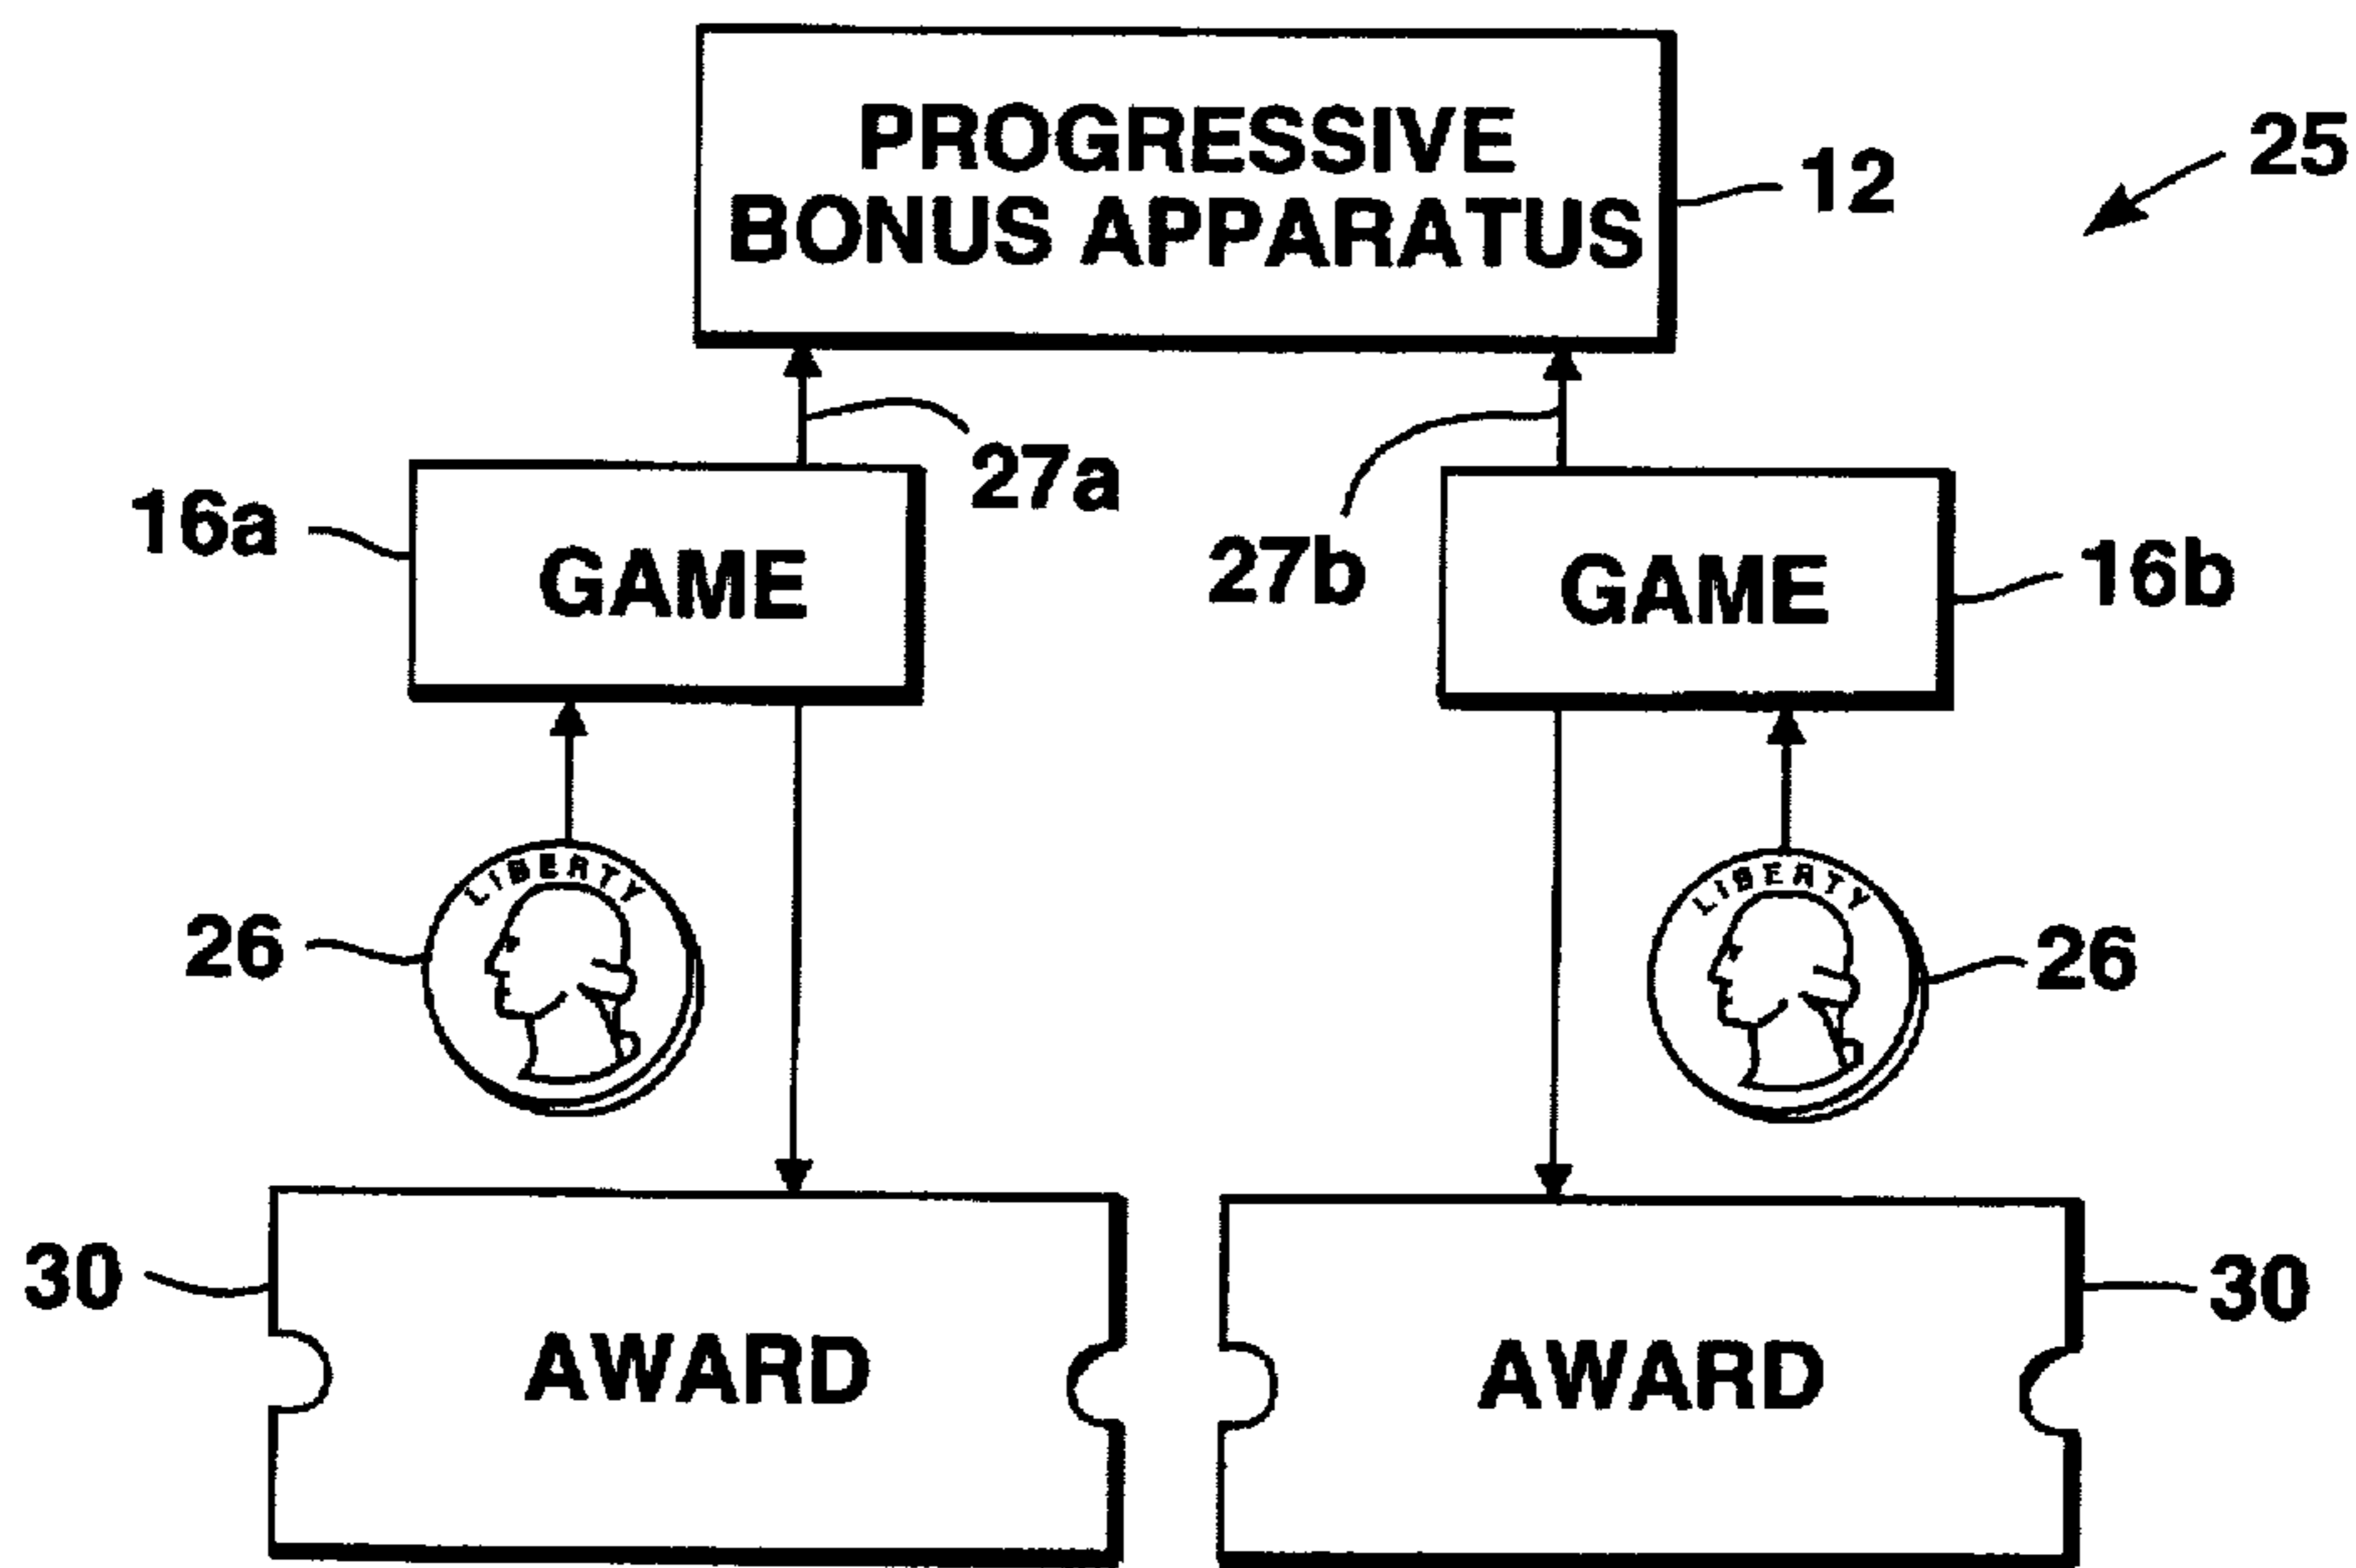 PROGRESSIVE
BONUS APPARATUS
12
25
27a
16a
GAME
27b
GAME
16b
LIBERTY
LIBERTY
26
26
30
AWARD
AWARD
30